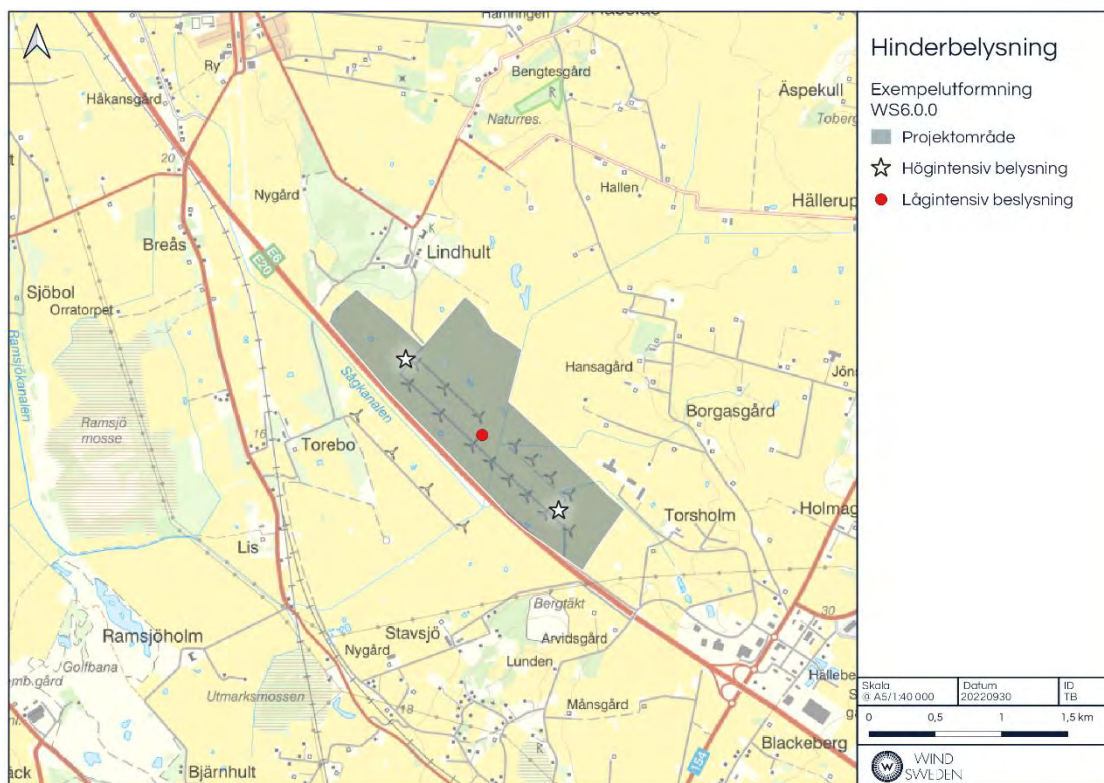 Hinderbelysning
Exempelutformning
WS6.0.0
Projektområde
Högintensiv belysning
Lågintensiv beslysning
Ry
Håkansgård
Bengtesgård
Naturres.
Äspekull
20
Nygård
Hallen
Hällerup
Lindhult
K
Breås
E6
E20
Sjöbol
Orratorpet
Ramsjökanalen
Sågkanalen
Hansagård
Borgasgård
Ramsjö
mosse
16
Torebo
Torsholm
Lis
Bergtäkt
30
Ramsjöholm
Stavsjö
Arvidsgård
Nygård
Lunden
Golfbana
Utmarksmossen
18
Månsgård
Blackeberg
154
Bjärnhult
Skala
@ A5/1:40 000
Datum
20220930
ID
TB
0 0,5 1 1,5 km
W
WIND
SWEDEN